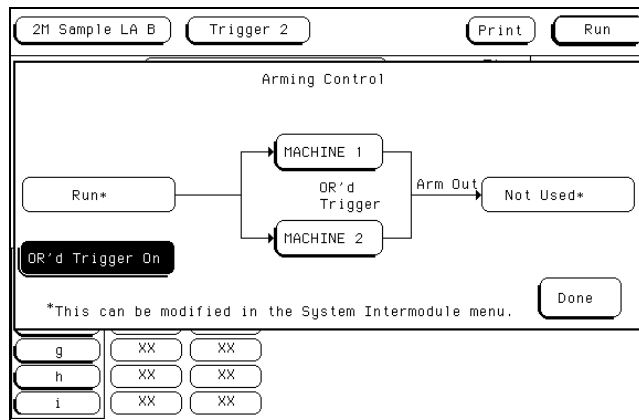 2M Sample LA B
Trigger 2
Print
Run
Arming Control
MACHINE 1
Run*
OR'd
Trigger
Arm Out
Not Used*
MACHINE 2
OR'd Trigger On
Done
*This can be modified in the System Intermodule menu.
g XX XX
h XX XX
i XX XX